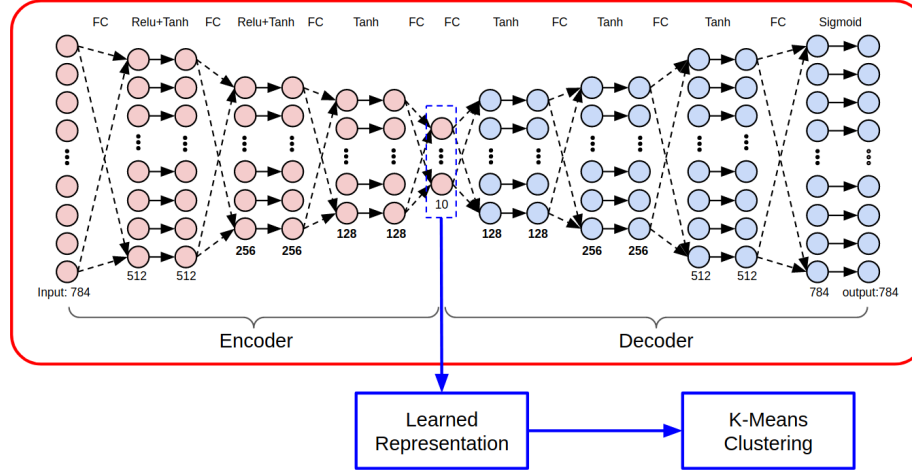 FC Relu+Tanh FC Relu+Tanh FC Tanh FC FC Tanh FC Tanh FC Tanh FC Sigmoid
10
128 128 128 128
256 256 256 256
512 512 512 512
Input: 784 784 output:784
Encoder Decoder
Learned
Representation
K-Means
Clustering